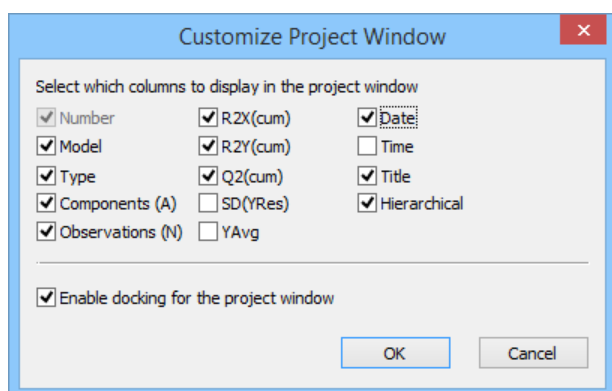 Customize Project Window
Select which columns to display in the project window
Number R2X(cum) Date
Model R2Y(cum) Time
Type Q2(cum) Title
Components (A) SD(YRes) Hierarchical
Observations (N) YAvg
Enable docking for the project window
OK Cancel